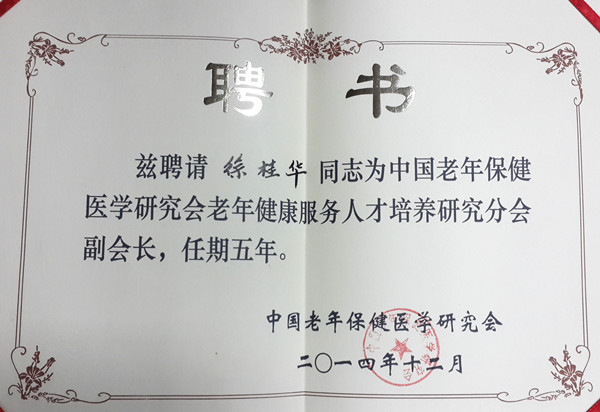 聘书
兹聘请 徐桂华 同志为中国老年保健
医学研究会老年健康服务人才培养研究分会
副会长，任期五年。
中国老年保健医学研究会
二〇一四年十二月